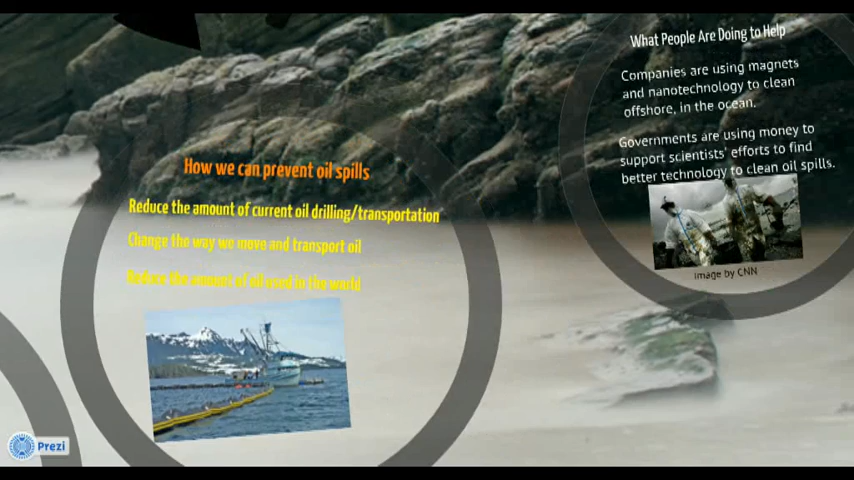 How we can prevent oil spills
Reduce the amount of current oil drilling/transportation
Change the way we move and transport oil
Reduce the amount of oil used in the world
What People Are Doing to Help
Companies are using magnets
and nanotechnology to clean
offshore, in the ocean.
Governments are using money to
support scientists' efforts to find
better technology to clean oil spills.
image by CNN
Prezi